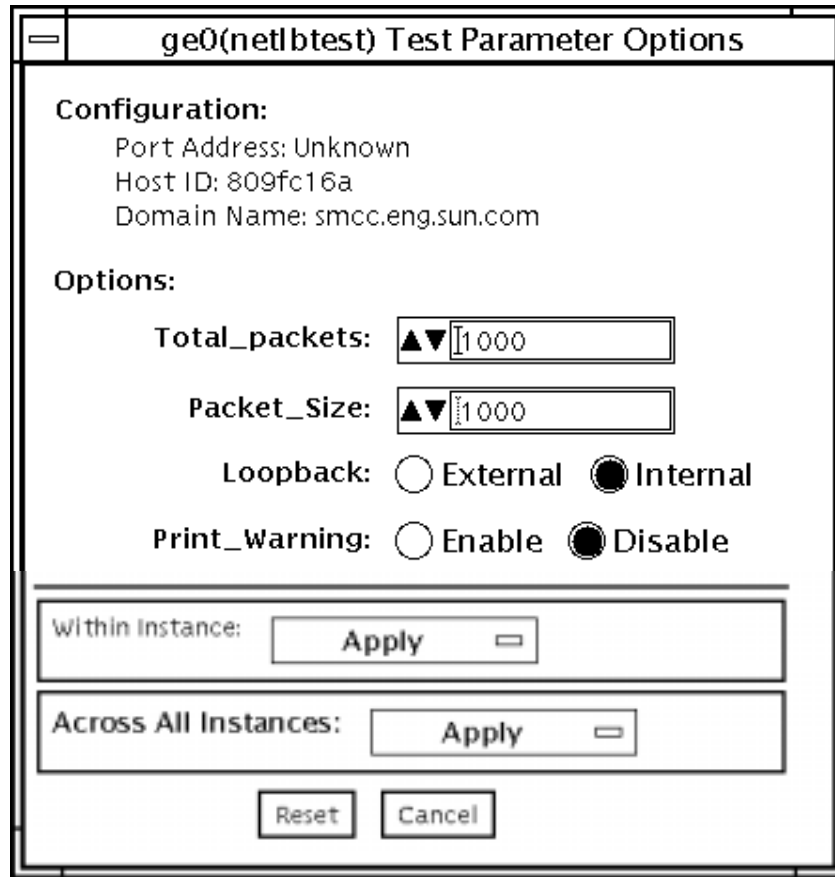 ge0(netlbtest) Test Parameter Options
Configuration:
Port Address: Unknown
Host ID: 809fc16a
Domain Name: smcc.eng.sun.com
Options:
Total_packets: 1000
Packet_Size: 1000
Loopback: External Internal
Print_Warning: Enable Disable
Within Instance: Apply
Across All Instances: Apply
Reset Cancel